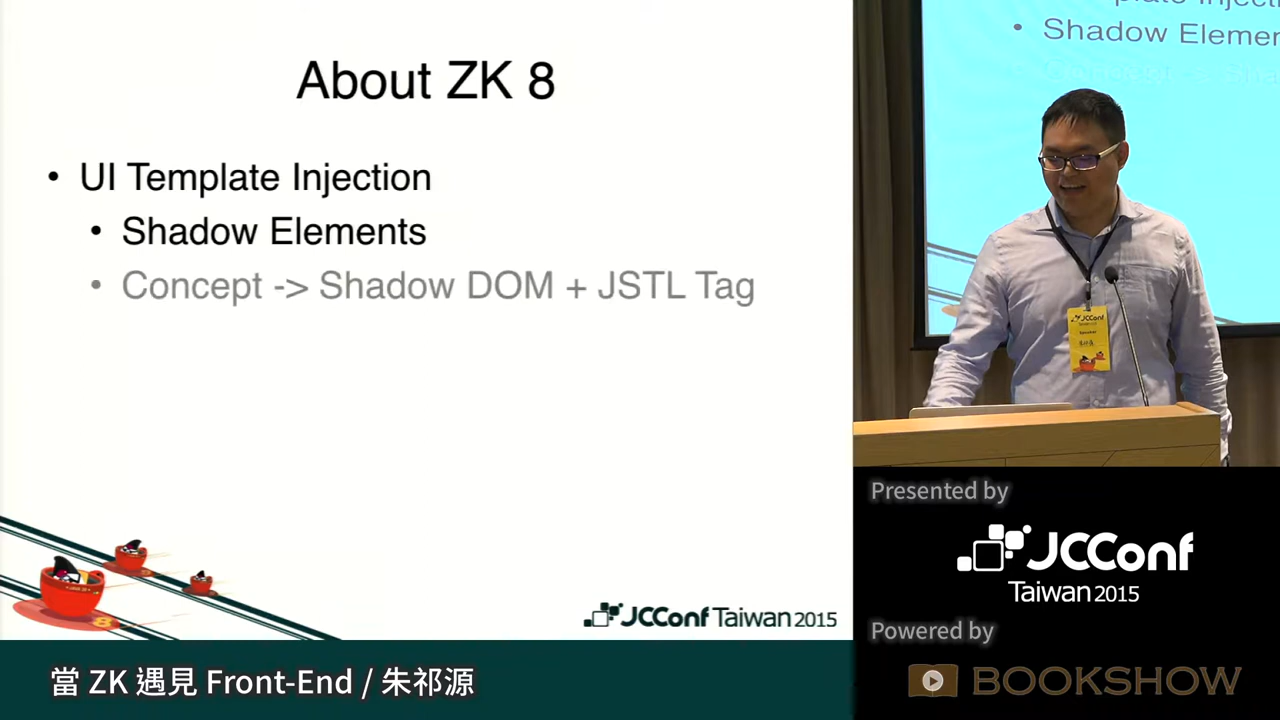 About ZK 8
• UI Template Injection
• Shadow Elements
• Concept -> Shadow DOM + JSTL Tag
JCConf Taiwan 2015
當 ZK 遇見 Front-End / 朱祁源
Shadow Elemen
JCConf
Presented by
JCConf
Taiwan 2015
Powered by
BOOKSHOW